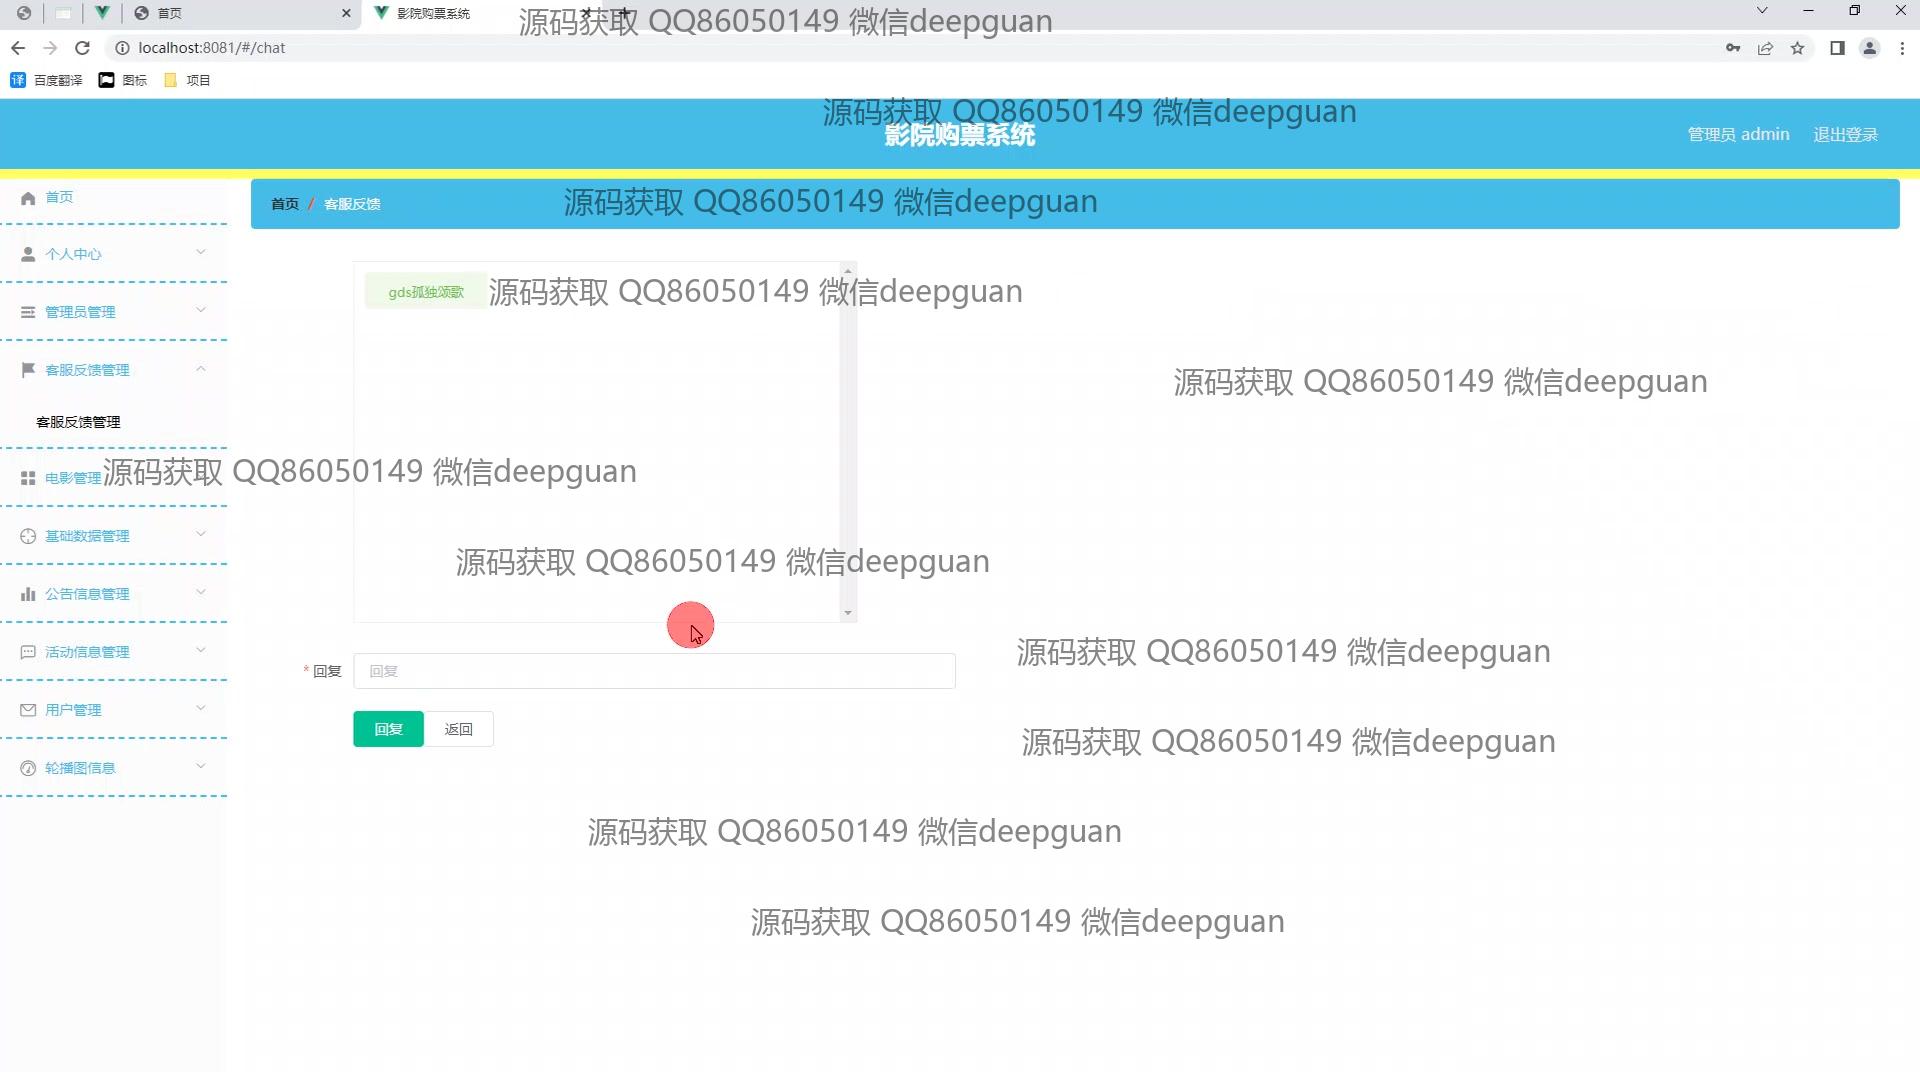 首页
影院购票系统
源码获取 QQ86050149 微信deepguan
localhost:8081/#/chat
百度翻译 图标 项目
源码获取 QQ86050149 微信deepguan
影院购票系统
管理员 admin 退出登录
首页
首页 / 客服反馈
源码获取 QQ86050149 微信deepguan
个人中心
gds孤独颂歌
源码获取 QQ86050149 微信deepguan
管理员管理
客服反馈管理
源码获取 QQ86050149 微信deepguan
客服反馈管理
电影管理
源码获取 QQ86050149 微信deepguan
基础数据管理
源码获取 QQ86050149 微信deepguan
公告信息管理
活动信息管理
源码获取 QQ86050149 微信deepguan
* 回复 回复
用户管理
回复 返回
源码获取 QQ86050149 微信deepguan
轮播图信息
源码获取 QQ86050149 微信deepguan
源码获取 QQ86050149 微信deepguan